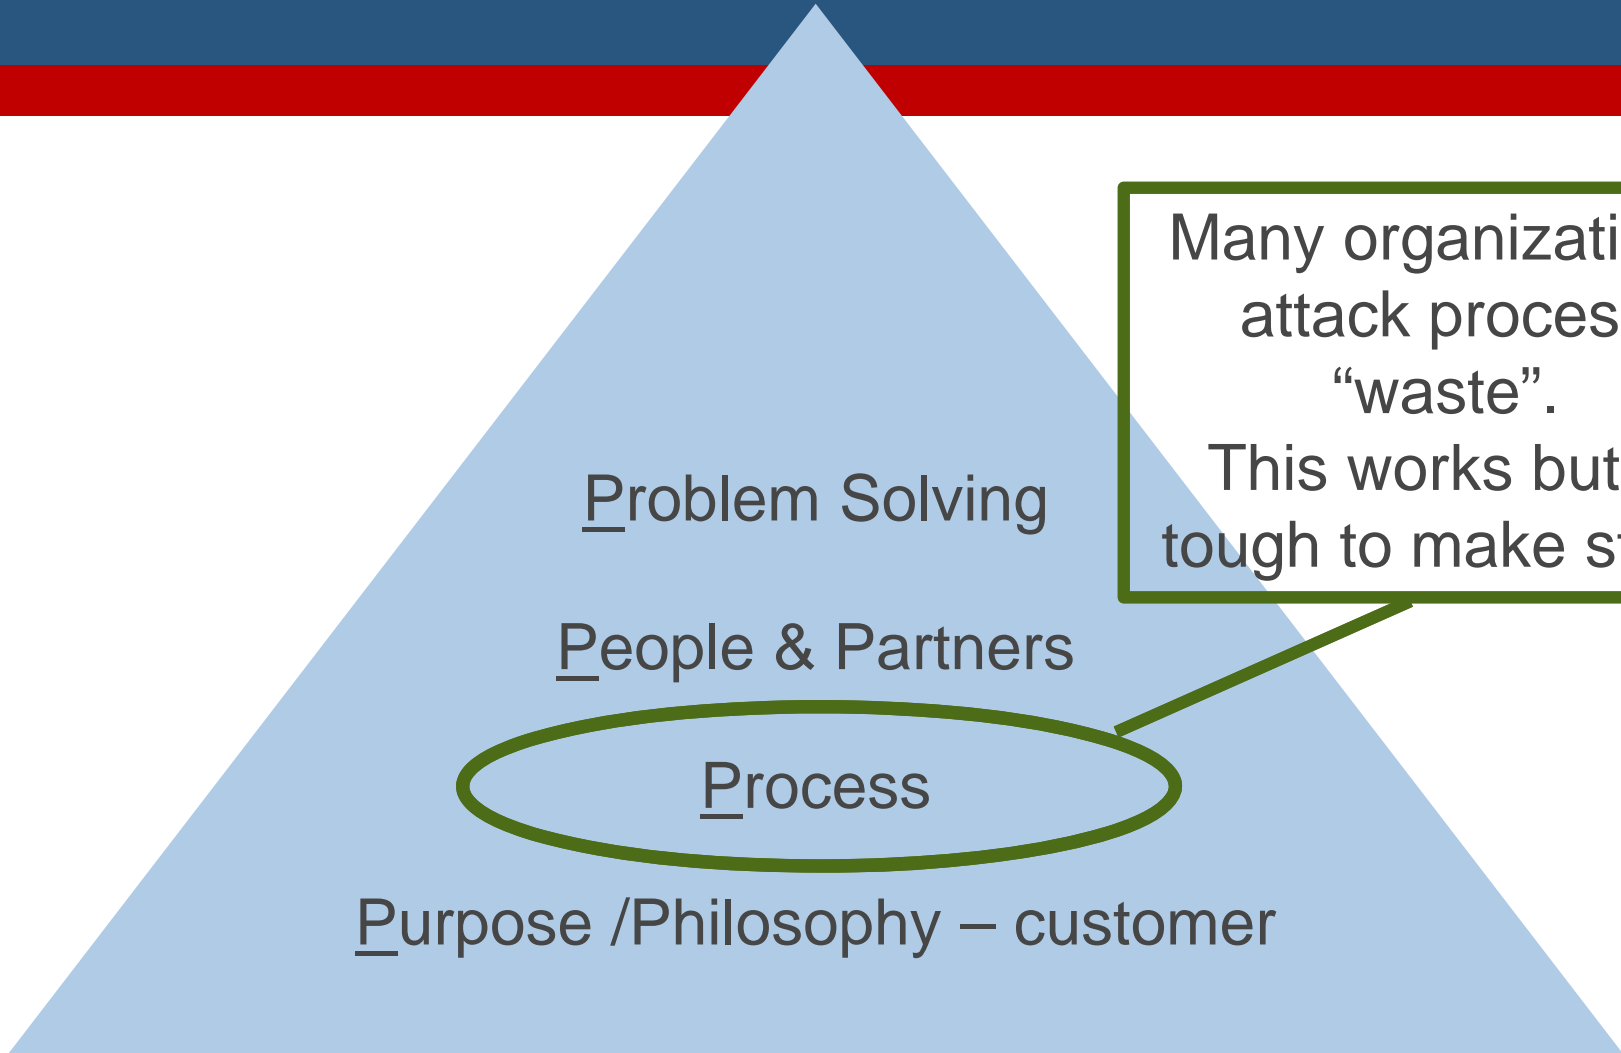 Many organizati
attack proces
“waste”.
This works but
tough to make st
Problem Solving
People & Partners
Process
Purpose /Philosophy – customer